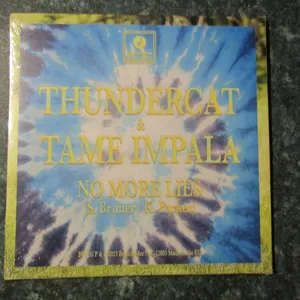 THUNDERCAT
&
TAME IMPALA
NO MORE LIES
S. Bruner K. Parker